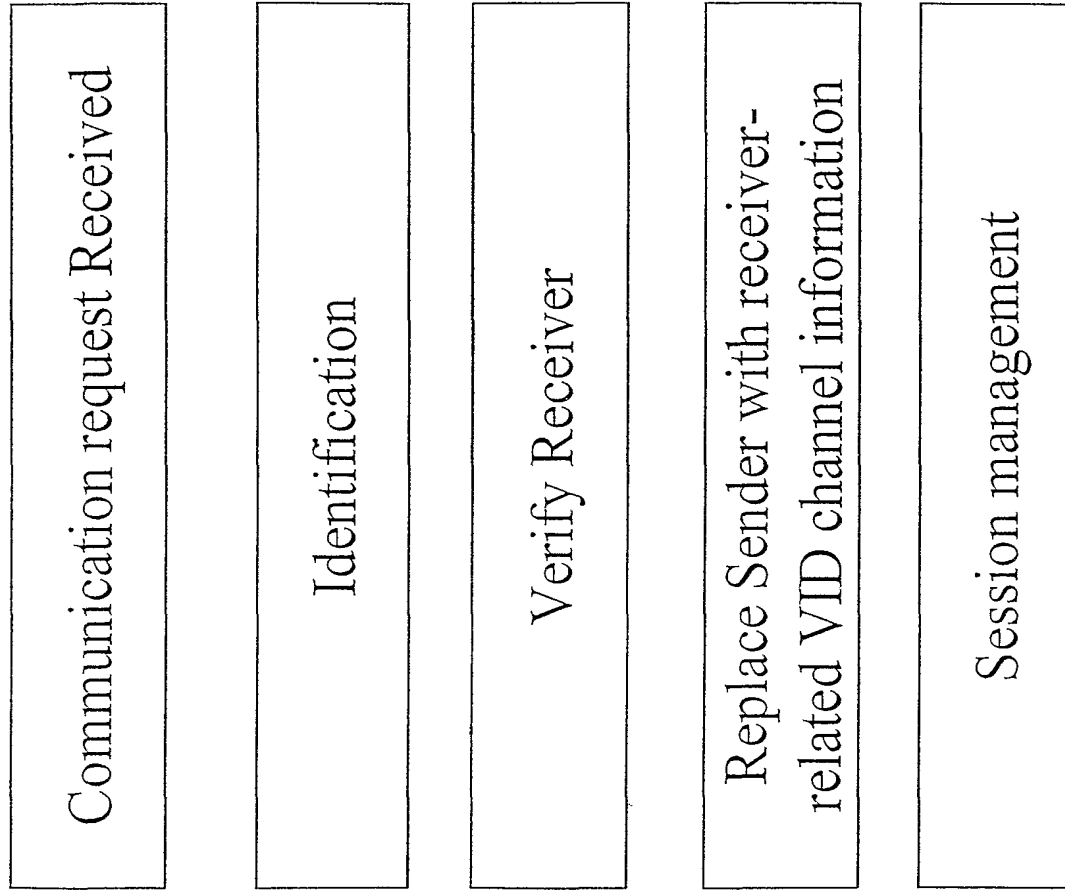 Communication request Received
Identification
Verify Receiver
Replace Sender with receiver-
related VID channel information
Session management